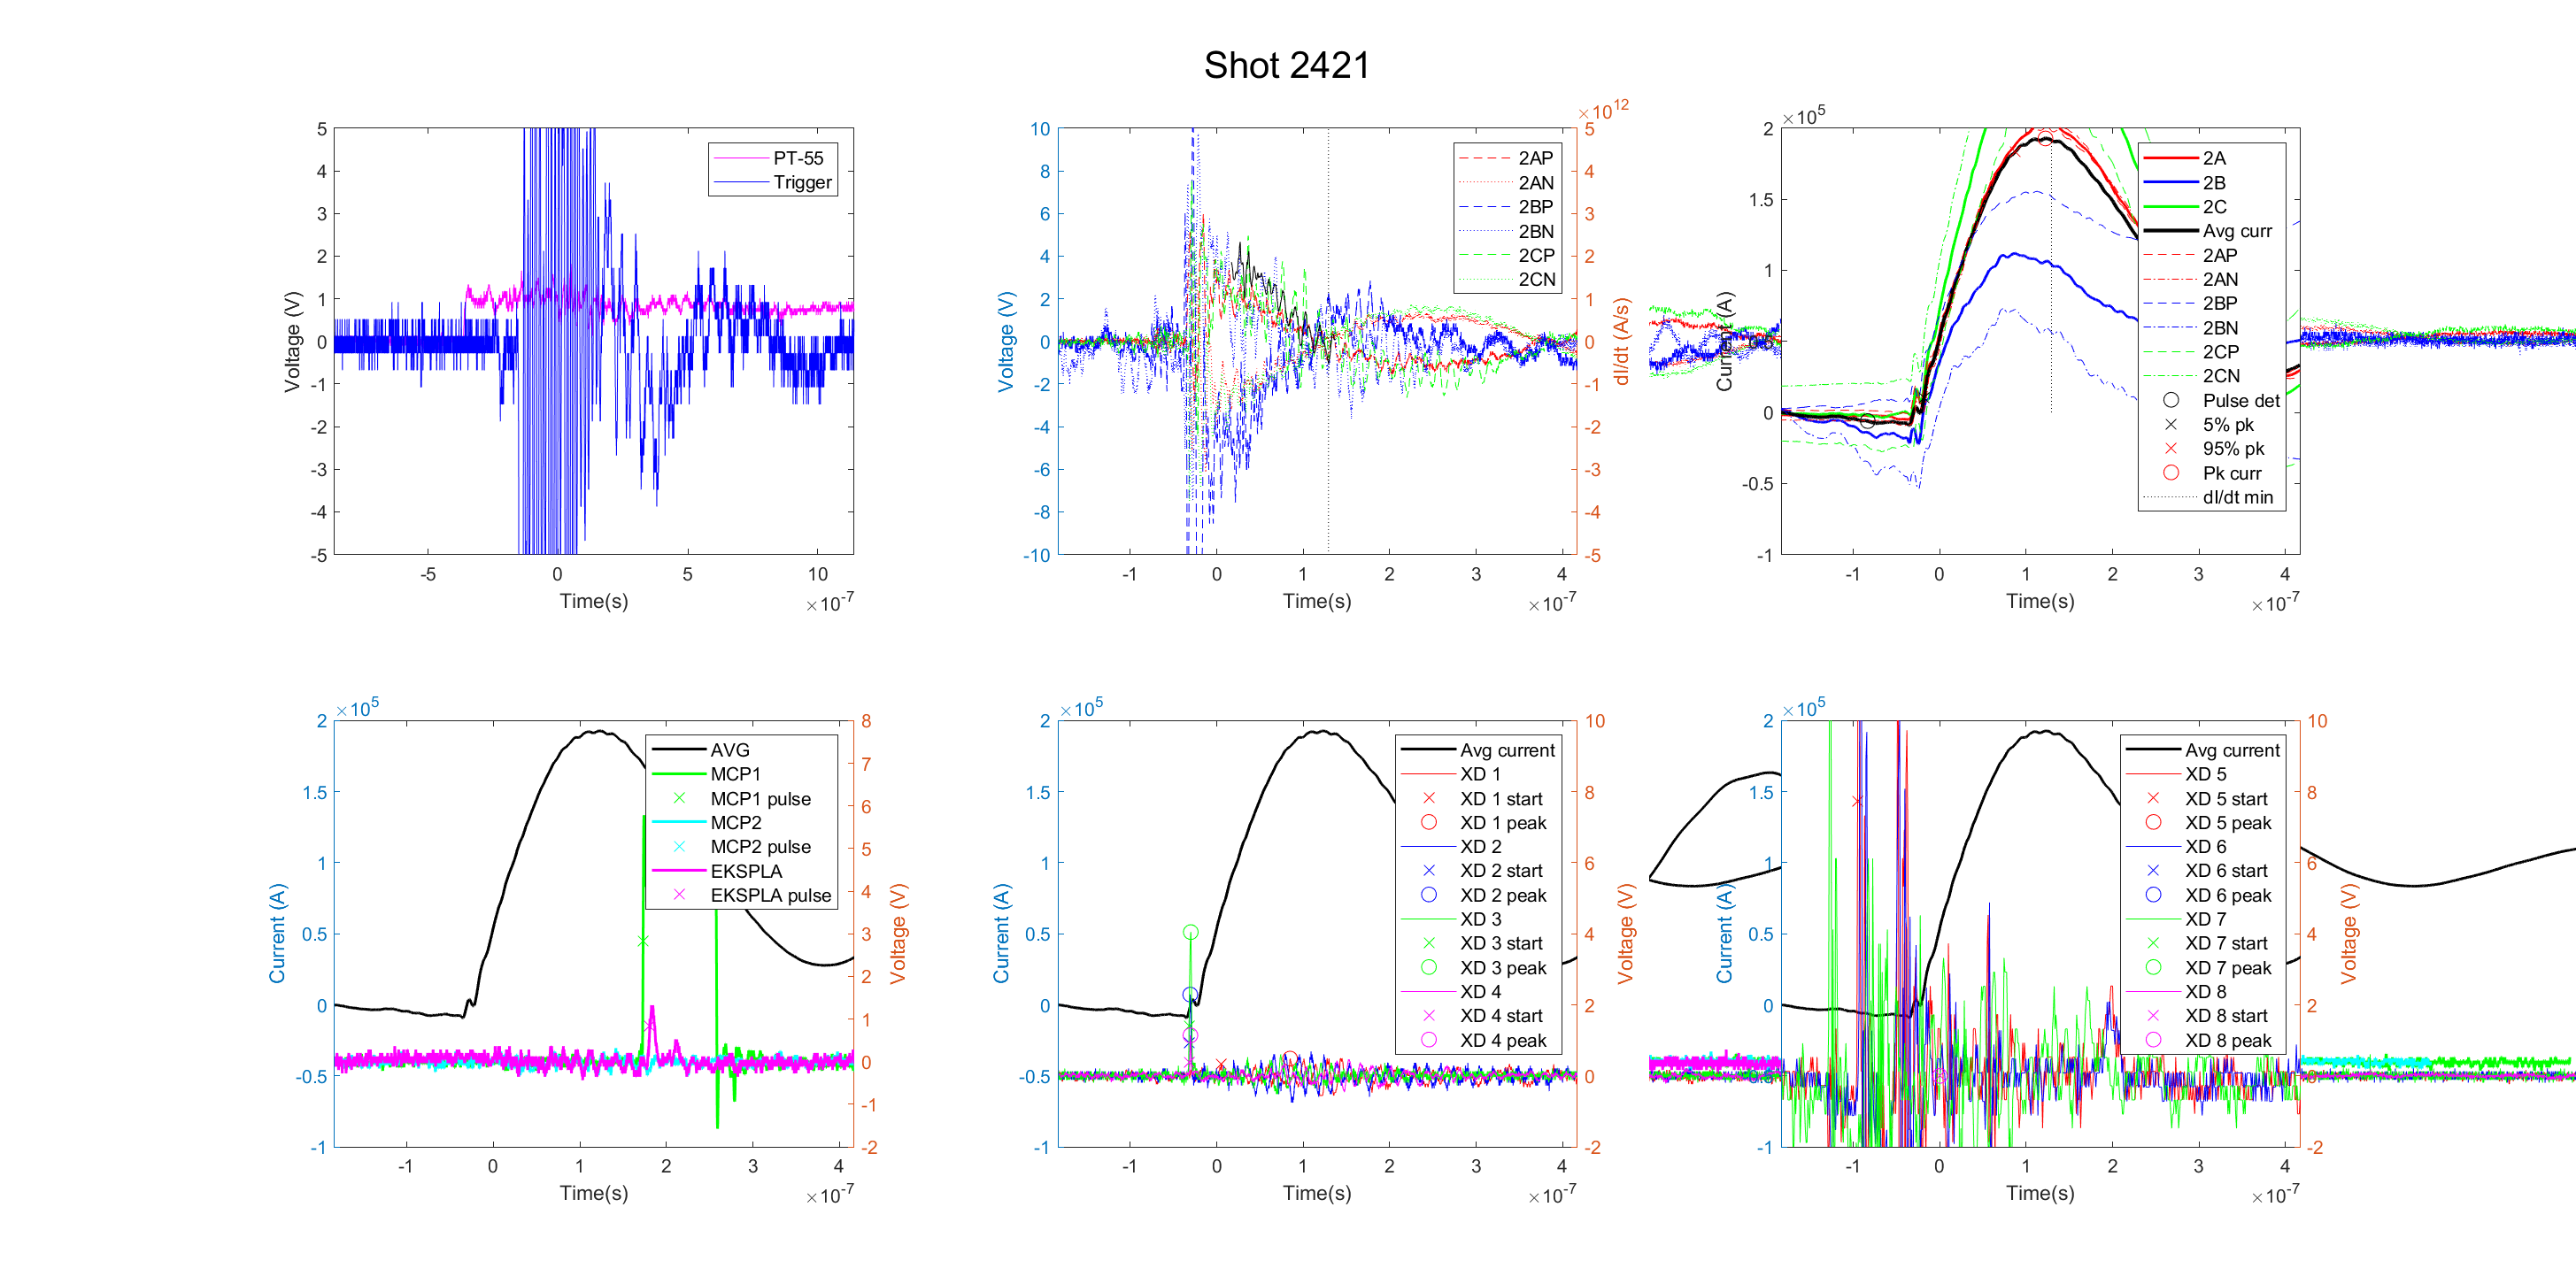 Shot 2421
5
4
3
2
1
0
-1
-2
-3
-4
-5
Voltage (V)
-5 0 5 10
Time(s)
×10-7
PT-55
Trigger
10
8
6
4
2
0
-2
-4
-6
-8
-10
Voltage (V)
-1 0 1 2 3 4
Time(s)
×10-7
×1012
5
4
3
2
1
0
-1
-2
-3
-4
-5
dI/dt (A/s)
2AP
2AN
2BP
2BN
2CP
2CN
×105
2
1.5
1
0.5
0
-0.5
-1
Current (A)
-1 0 1 2 3 4
Time(s)
×10-7
2A
2B
2C
Avg curr
2AP
2AN
2BP
2BN
2CP
2CN
Pulse det
5% pk
95% pk
Pk curr
dI/dt min
×105
2
1.5
1
0.5
0
-0.5
-1
Current (A)
-1 0 1 2 3 4
Time(s)
×10-7
8
7
6
5
4
3
2
1
0
-1
-2
Voltage (V)
AVG
MCP1
MCP1 pulse
MCP2
MCP2 pulse
EKSPLA
EKSPLA pulse
×105
2
1.5
1
0.5
0
-0.5
-1
Current (A)
-1 0 1 2 3 4
Time(s)
×10-7
10
8
6
4
2
0
-2
Voltage (V)
Avg current
XD 1
XD 1 start
XD 1 peak
XD 2
XD 2 start
XD 2 peak
XD 3
XD 3 start
XD 3 peak
XD 4
XD 4 start
XD 4 peak
×105
2
1.5
1
0.5
0
-0.5
-1
Current (A)
-1 0 1 2 3 4
Time(s)
×10-7
10
8
6
4
2
0
-2
Voltage (V)
Avg current
XD 5
XD 5 start
XD 5 peak
XD 6
XD 6 start
XD 6 peak
XD 7
XD 7 start
XD 7 peak
XD 8
XD 8 start
XD 8 peak